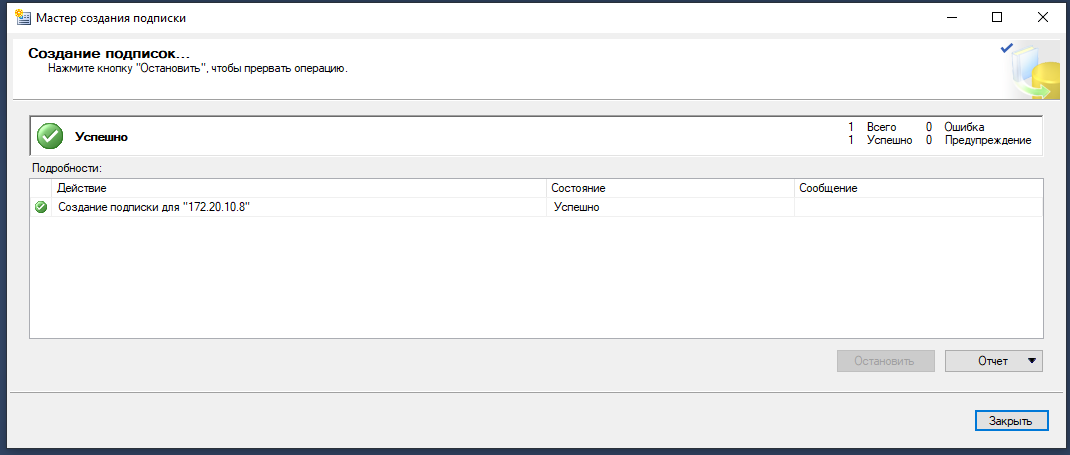 Мастер создания подписки
Создание подписок...
Нажмите кнопку "Остановить", чтобы прервать операцию.
Успешно
1 Всего 0 Ошибка
1 Успешно 0 Предупреждение
Подробности:
Действие Состояние Сообщение
Создание подписки для "172.20.10.8" Успешно
Остановить Отчет
Закрыть